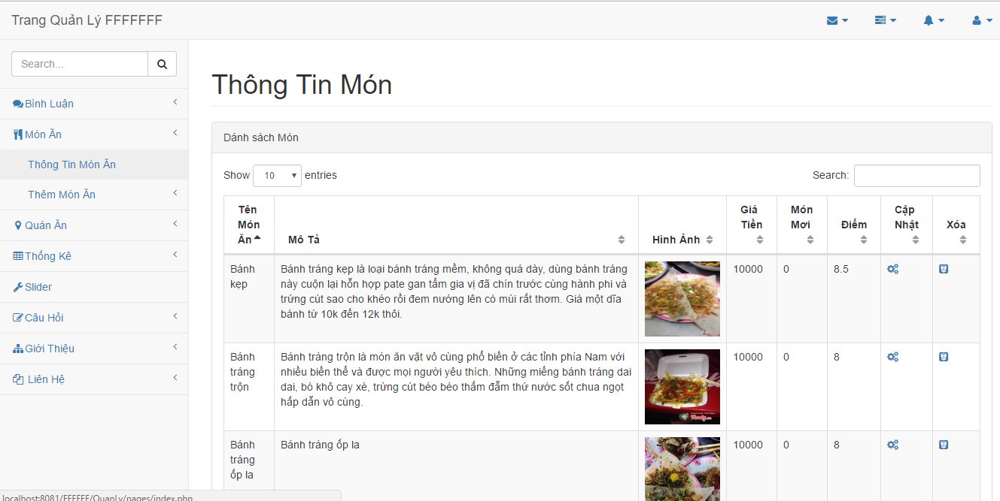 Trang Quản Lý FFFFFFF
Search...
Bình Luận
Món Ăn
Thông Tin Món Ăn
Thêm Món Ăn
Quán Ăn
Thống Kê
Slider
Câu Hỏi
Giới Thiệu
Liên Hệ
Thông Tin Món
Dánh sách Món
Show 10 entries
Search:
Tên
Món
Ăn
Mô Tả
Hình Ảnh
Giá
Tiền
Món
Mơi
Điểm
Cập
Nhật
Xóa
Bánh
kẹp
Bánh tráng kẹp là loại bánh tráng mềm, không quá dày, dùng bánh tráng
này cuộn lại hỗn hợp pate gan tẩm gia vị đã chín trước cùng hành phi và
trứng cút sao cho khéo rồi đem nướng lên có mùi rất thơm. Giá một dĩa
bánh từ 10k đến 12k thôi.
10000
0
8.5
Bánh
tráng
trộn
Bánh tráng trộn là món ăn vặt vô cùng phổ biến ở các tỉnh phía Nam với
nhiều biến thể và được mọi người yêu thích. Những miếng bánh tráng dai
dai, bò khô cay xè, trứng cút béo béo thấm đẫm thứ nước sốt chua ngọt
hấp dẫn vô cùng.
10000
0
8
Bánh
tráng
ốp la
Bánh tráng ốp la
10000
0
8
localhost:8081/FFFFFF/QuanLy/pages/index.php